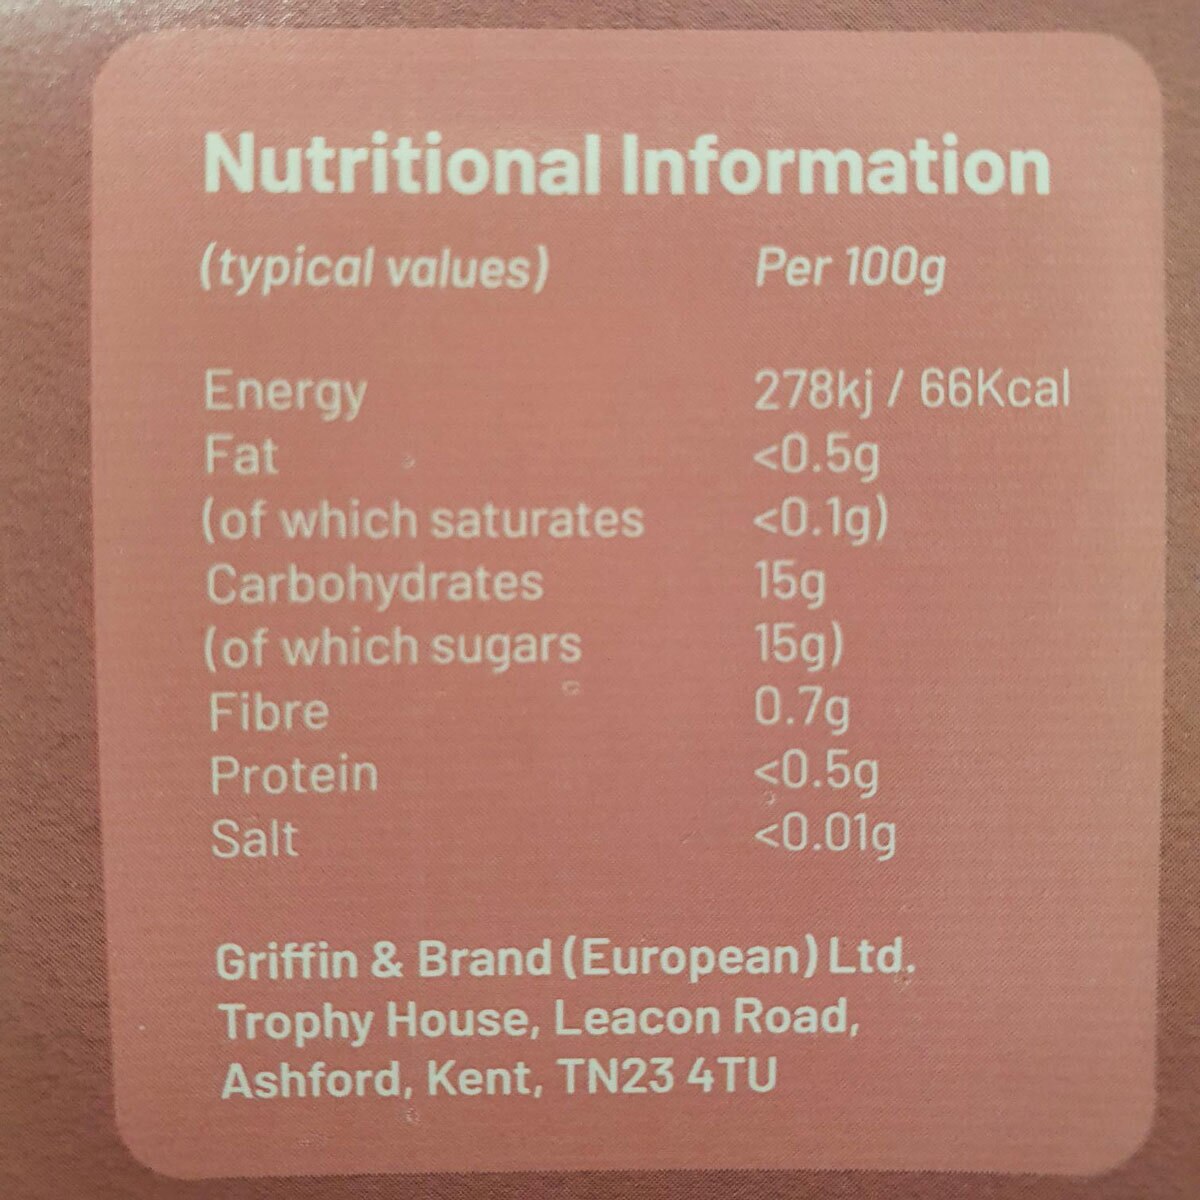 Nutritional Information
(typical values) Per 100g
Energy 278kj / 66Kcal
Fat <0.5g
(of which saturates <0.1g)
Carbohydrates 15g
(of which sugars 15g)
Fibre 0.7g
Protein <0.5g
Salt <0.01g
Griffin & Brand (European) Ltd.
Trophy House, Leacon Road,
Ashford, Kent, TN23 4TU